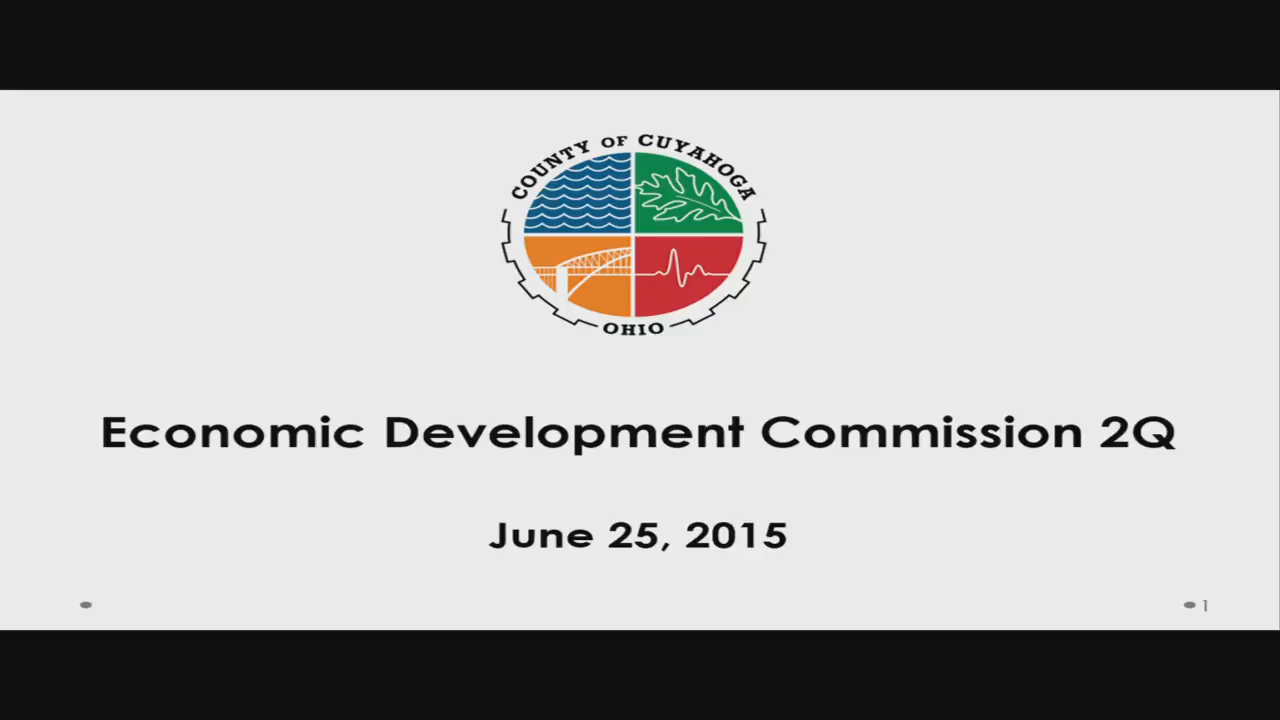 COUNTY OF CUYAHOGA
OHIO
Economic Development Commission 2Q
June 25, 2015
1